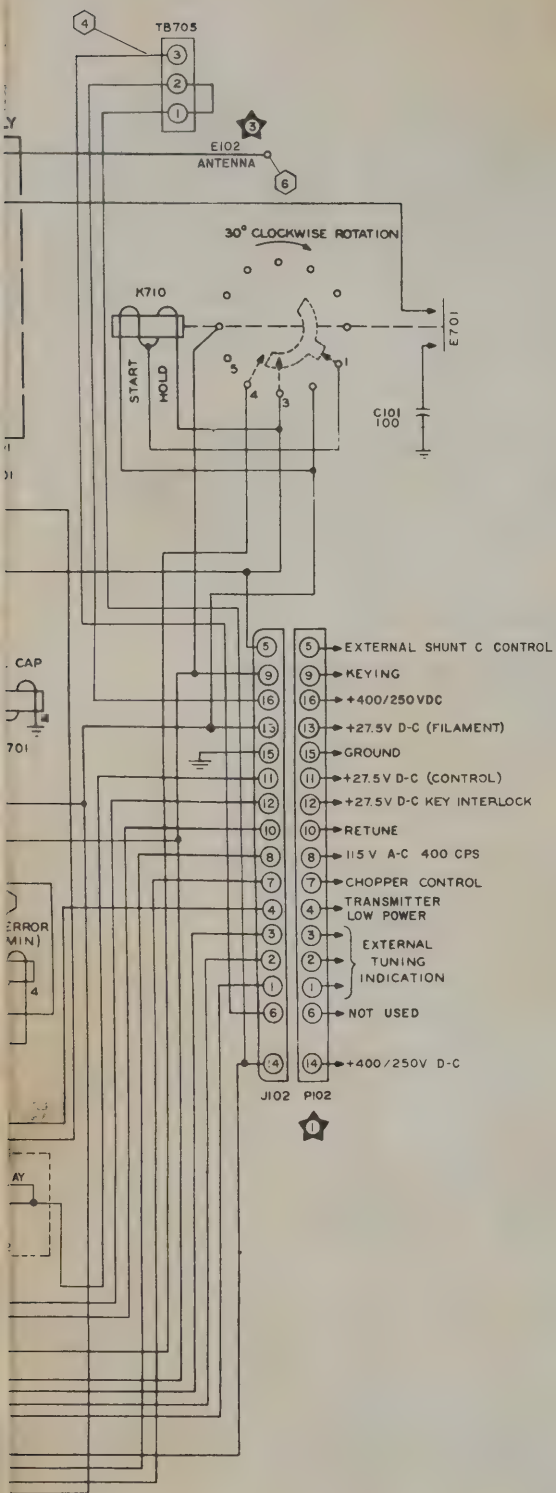 4
TB705
3
2
1
LY
3
E102
ANTENNA
6
30° CLOCKWISE ROTATION
K710
START
HOLD
5
4
3
1
E701
C101
100
CAP
701
5 5 EXTERNAL SHUNT C CONTROL
9 9 KEYING
16 16 +400/250VDC
13 13 +27.5V D-C (FILAMENT)
15 15 GROUND
11 11 +27.5V D-C (CONTROL)
12 12 +27.5V D-C KEY INTERLOCK
10 10 RETUNE
8 8 115V A-C 400 CPS
7 7 CHOPPER CONTROL
4 4 TRANSMITTER
LOW POWER
3 3 EXTERNAL
2 2 TUNING
1 1 INDICATION
6 6 NOT USED
14 14 +400/250V D-C
J102 P102
1
ERROR
MIN)
4
AY